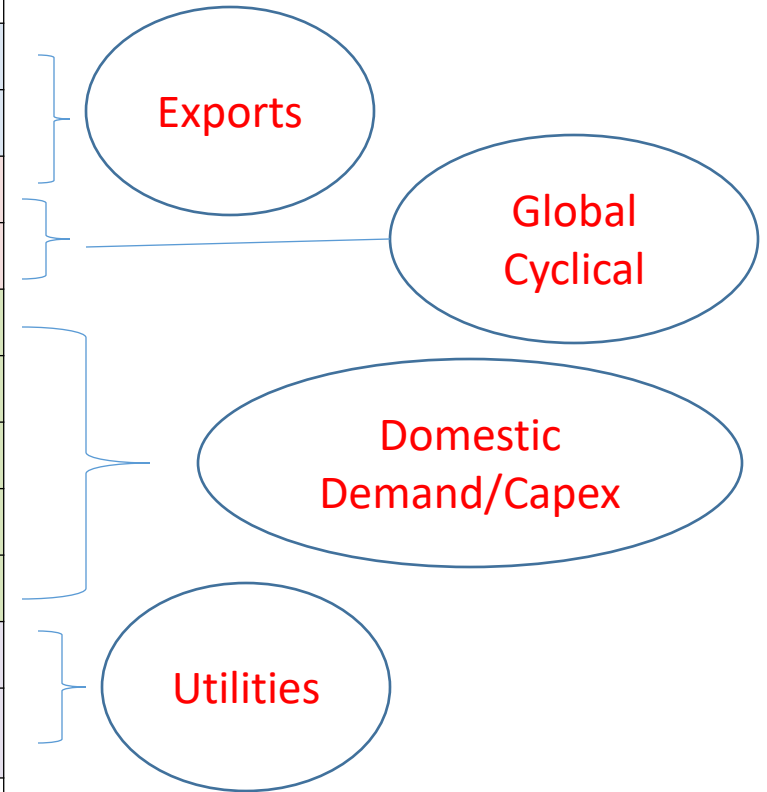 Exports
Global
Cyclical
Domestic
Demand/Capex
Utilities